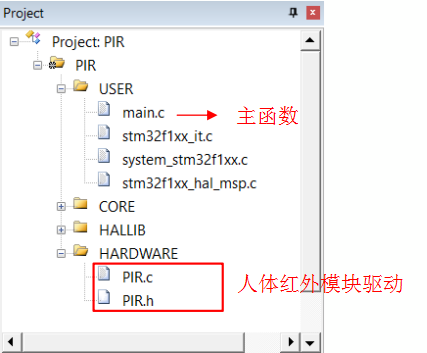 Project
Project: PIR
PIR
USER
main.c 主函数
stm32f1xx_it.c
system_stm32f1xx.c
stm32f1xx_hal_msp.c
CORE
HALLIB
HARDWARE
PIR.c
人体红外模块驱动
PIR.h